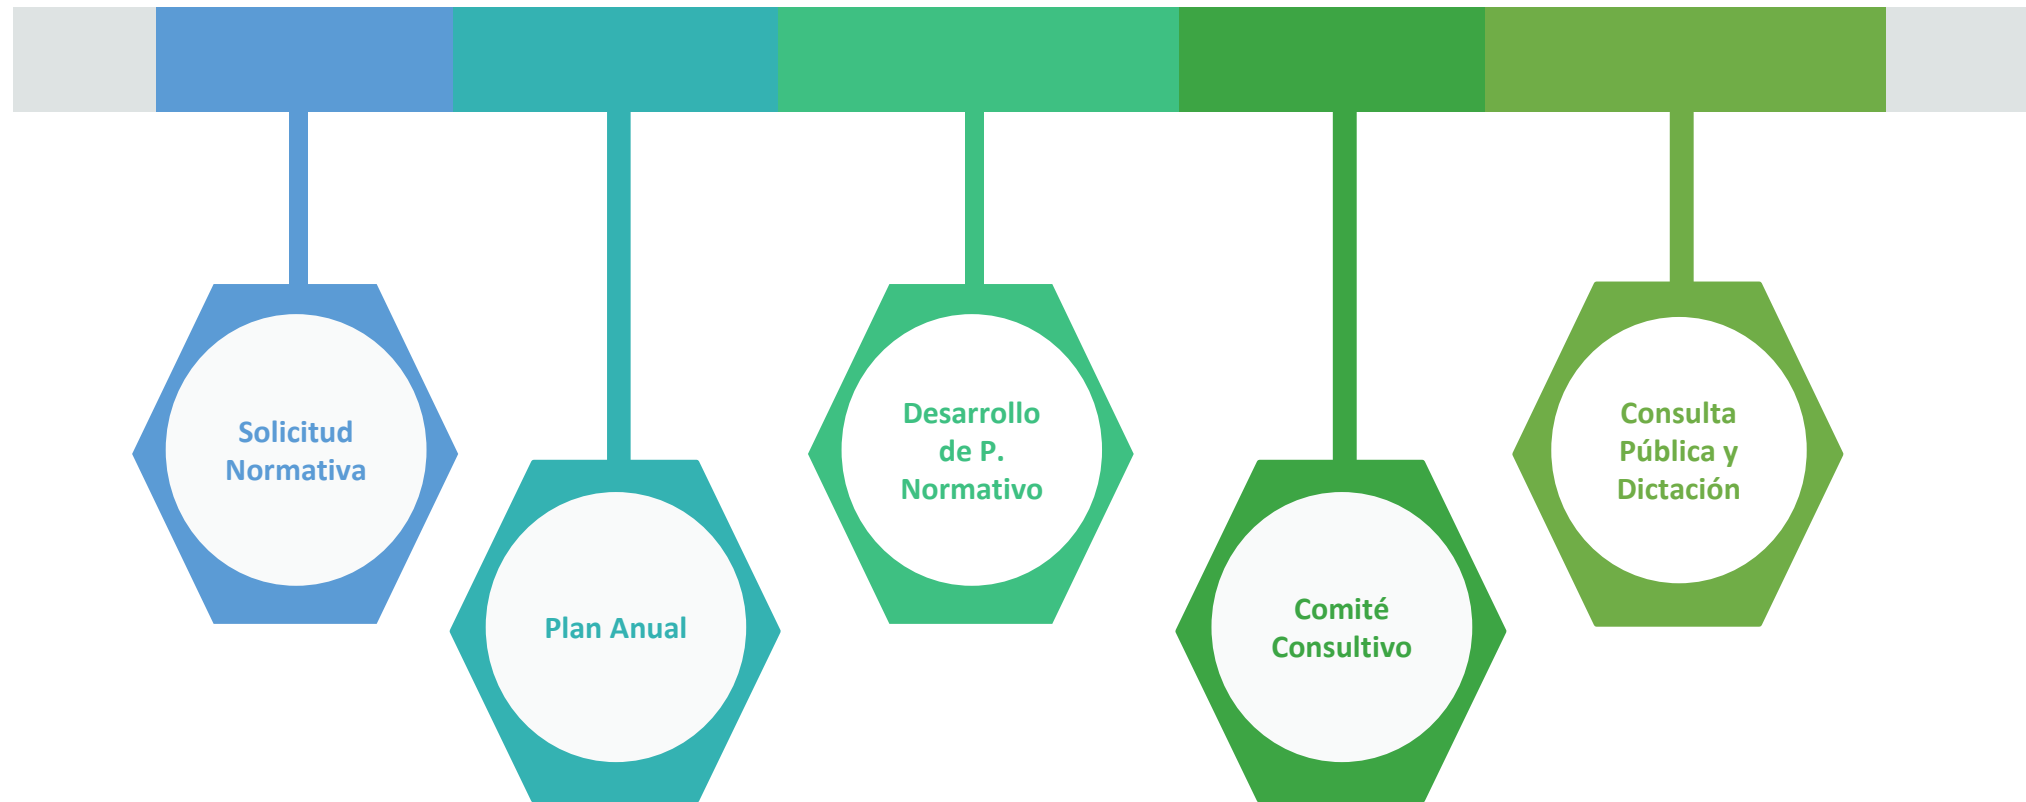 Solicitud
Normativa
Plan Anual
Desarrollo
de P.
Normativo
Comité
Consultivo
Consulta
Pública y
Dictación